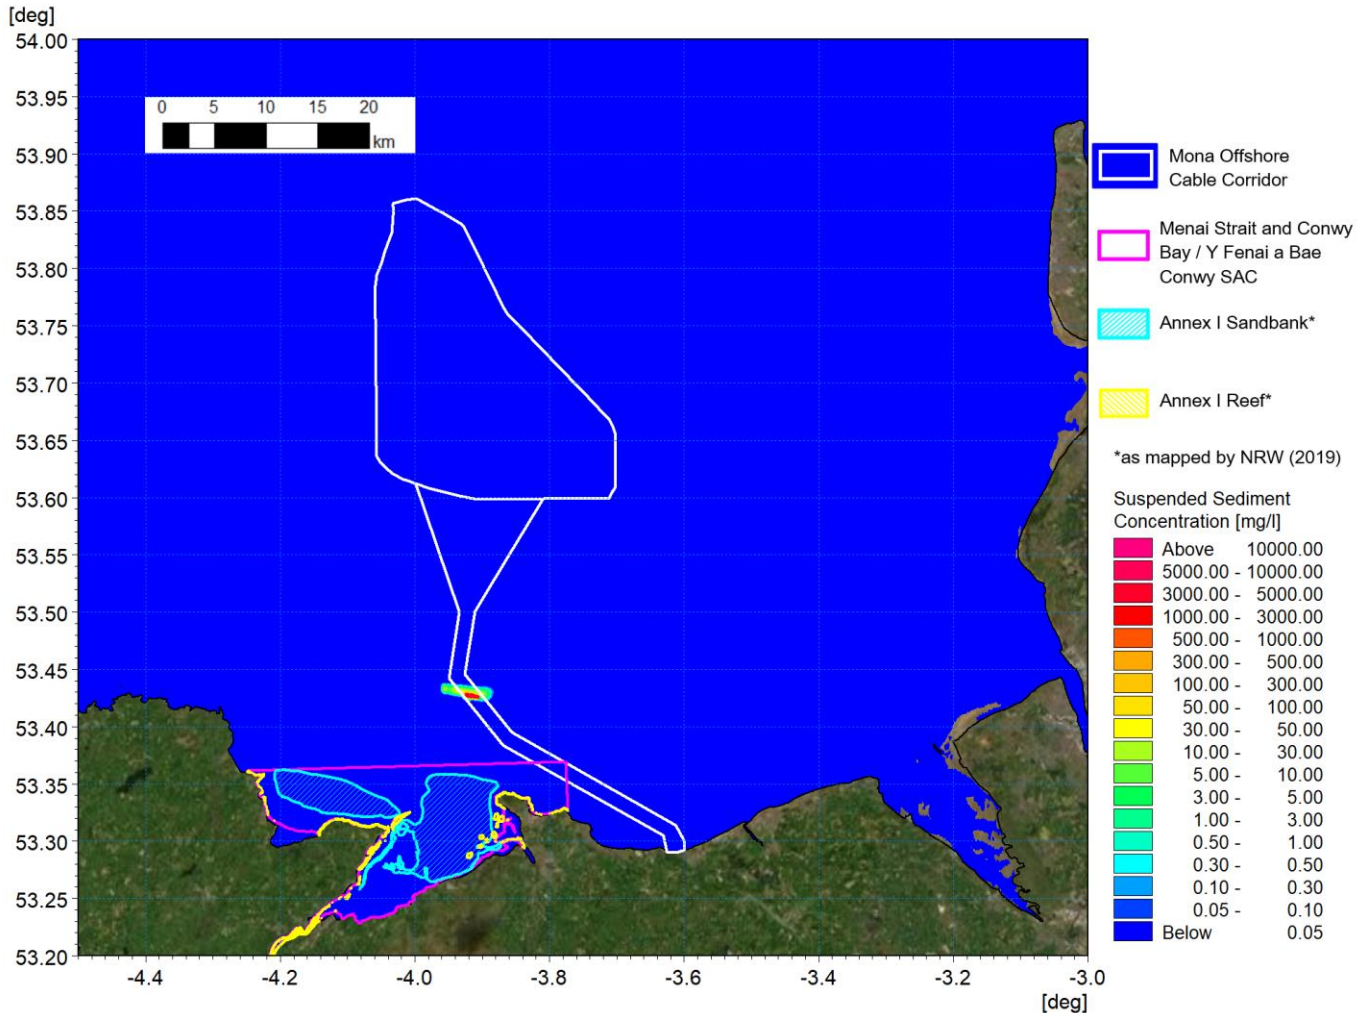 [deg]
54.00
53.95
53.90
53.85
53.80
53.75
53.70
53.65
53.60
53.55
53.50
53.45
53.40
53.35
53.30
53.25
53.20
0 5 10 15 20
km
-4.4 -4.2 -4.0 -3.8 -3.6 -3.4 -3.2 -3.0
[deg]
Mona Offshore
Cable Corridor
Menai Strait and Conwy
Bay / Y Fenai a Bae
Conwy SAC
Annex I Sandbank*
Annex I Reef*
*as mapped by NRW (2019)
Suspended Sediment
Concentration [mg/l]
Above 10000.00
5000.00 - 10000.00
3000.00 - 5000.00
1000.00 - 3000.00
500.00 - 1000.00
300.00 - 500.00
100.00 - 300.00
50.00 - 100.00
30.00 - 50.00
10.00 - 30.00
5.00 - 10.00
3.00 - 5.00
1.00 - 3.00
0.50 - 1.00
0.30 - 0.50
0.10 - 0.30
0.05 - 0.10
Below 0.05